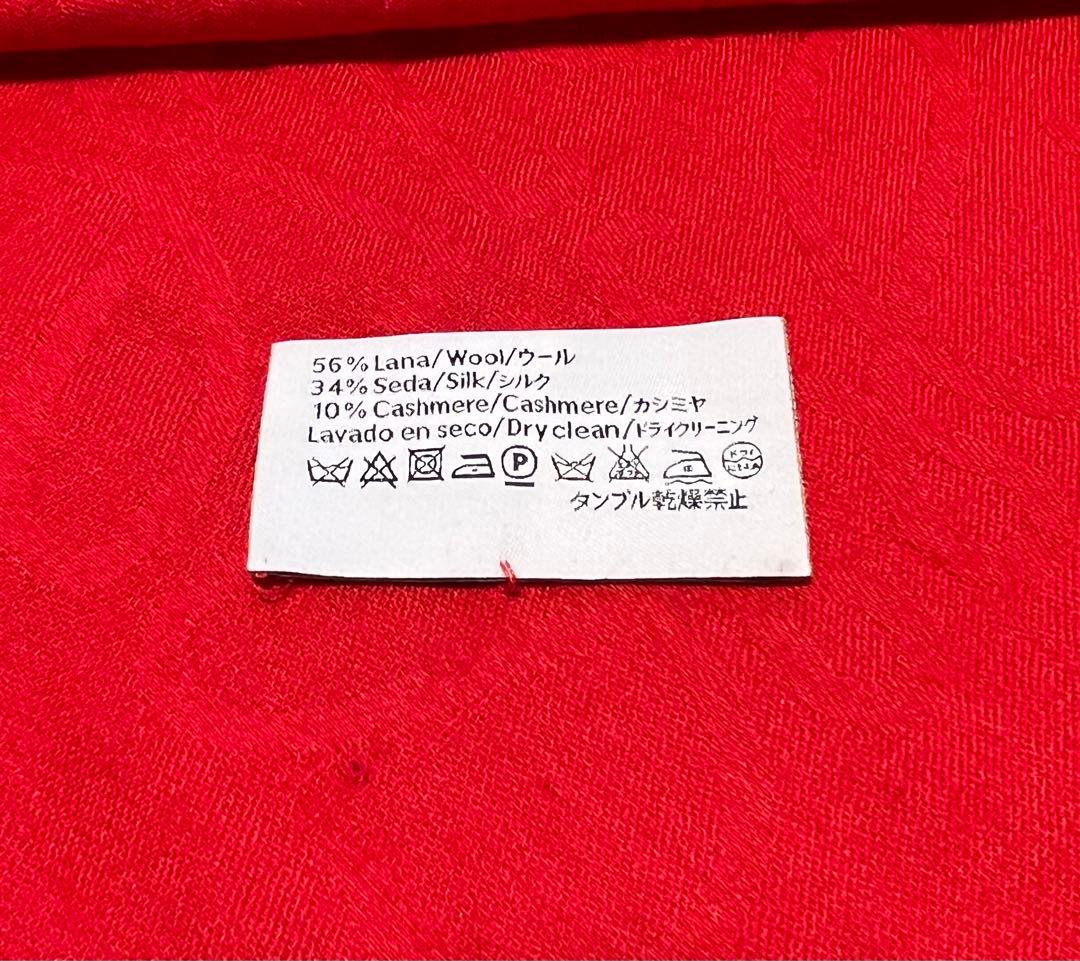 56% Lana/Wool/ウール
34% Seda/Silk/シルク
10% Cashmere/Cashmere/カシミヤ
Lavado en seco/Dry clean/ドライクリーニング
P
タンブル乾燥禁止